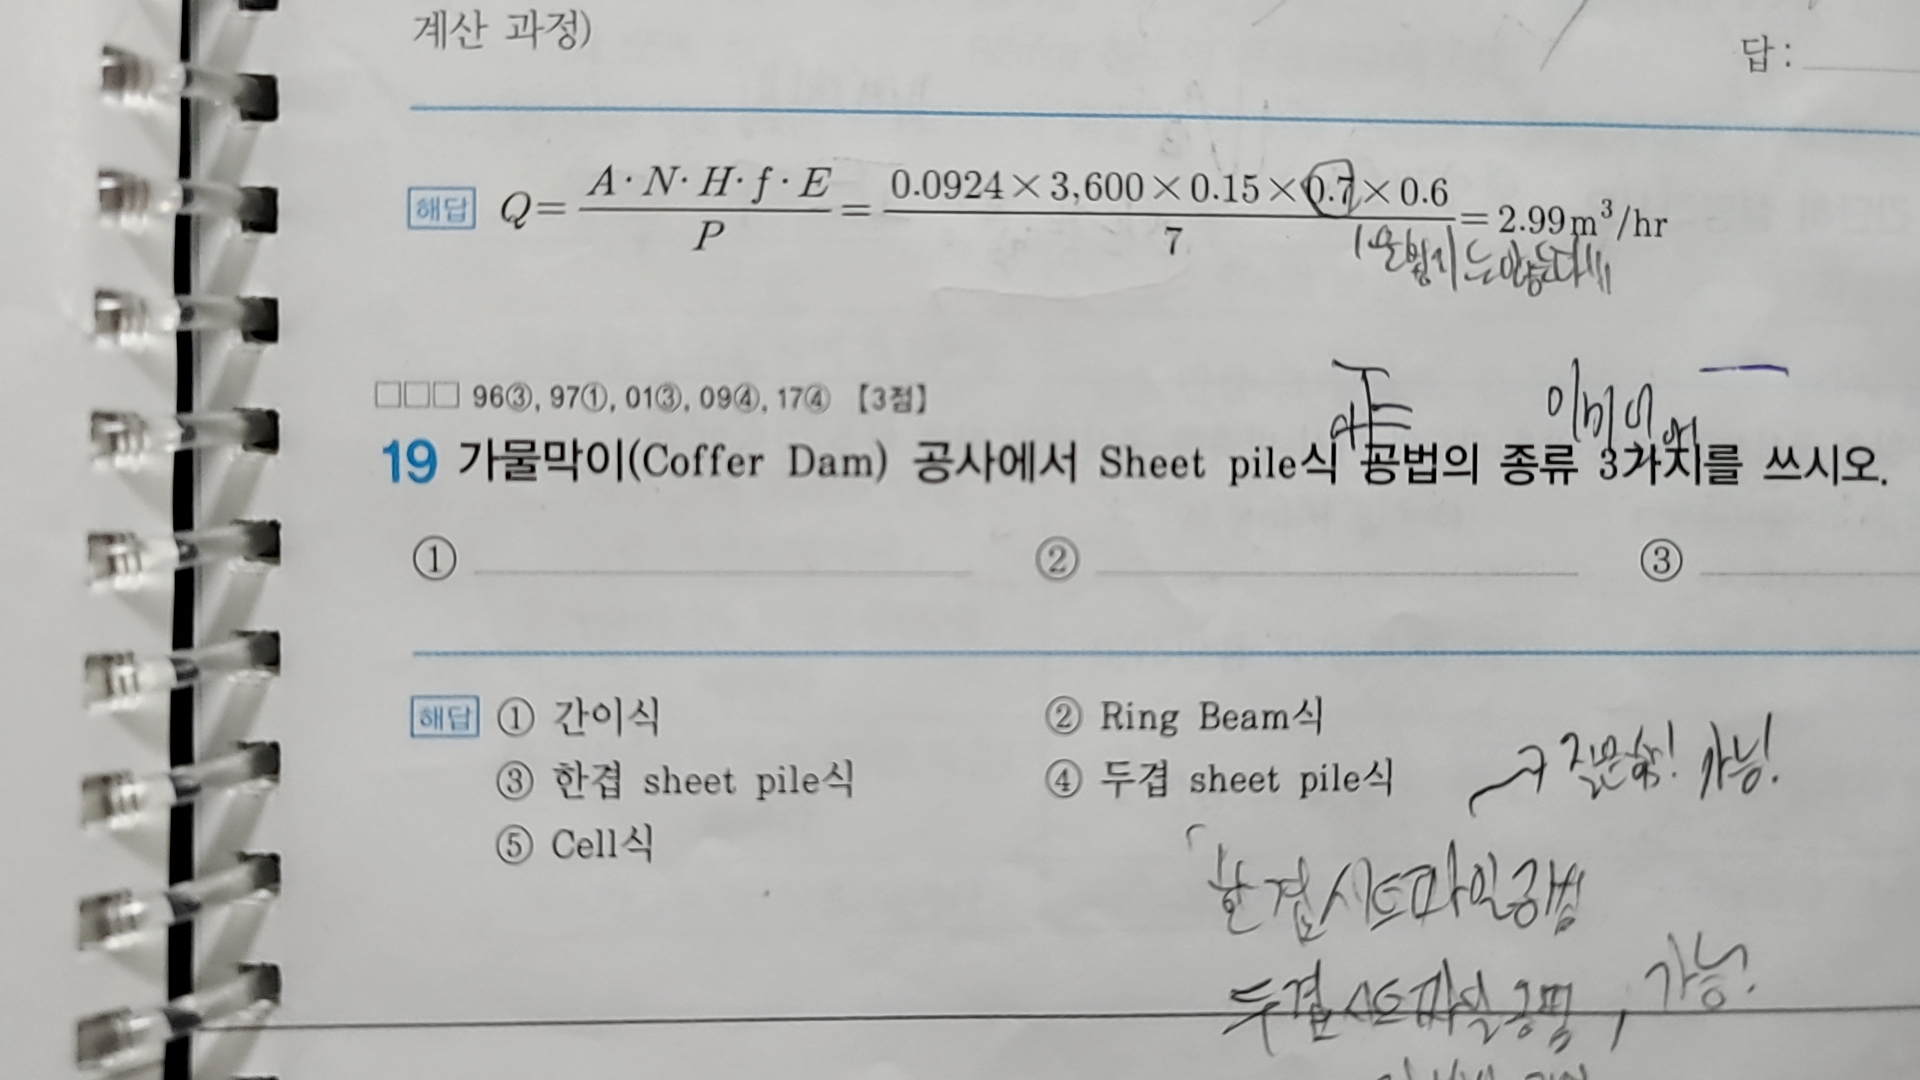 계산 과정)
답 :
해답 Q= A·N·H·f·E / P = 0.0924×3,600×0.15×0.7×0.6 / 7 = 2.99m³/hr
□□□ 96③, 97①, 01③, 09④, 17④ 【3점】
19 가물막이(Coffer Dam) 공사에서 Sheet pile식 공법의 종류 3가지를 쓰시오.
① ② ③
해답 ① 간이식 ② Ring Beam식
③ 한겹 sheet pile식 ④ 두겹 sheet pile식
질문함! 가능!
⑤ Cell식
한겹시트파일공법
두겹시트파일공법, 가능.